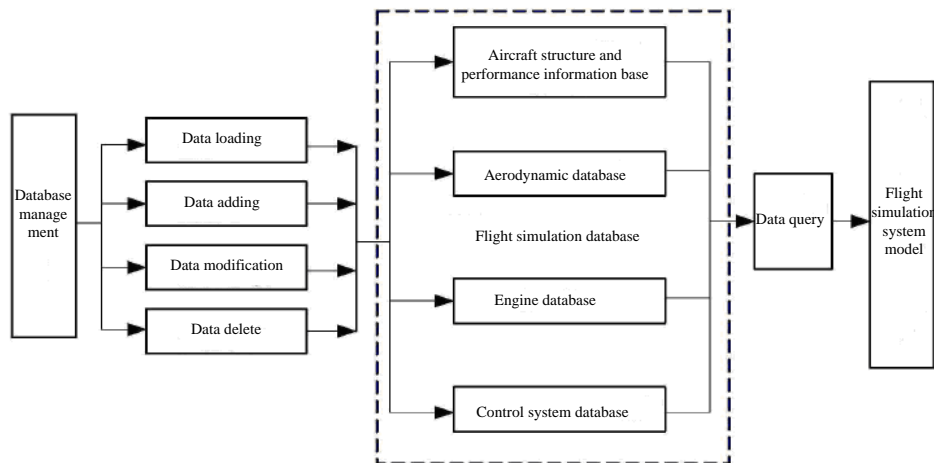 Database
manage
ment
Data loading
Data adding
Data modification
Data delete
Aircraft structure and
performance information base
Aerodynamic database
Flight simulation database
Engine database
Control system database
Data query
Flight
simulation
system
model